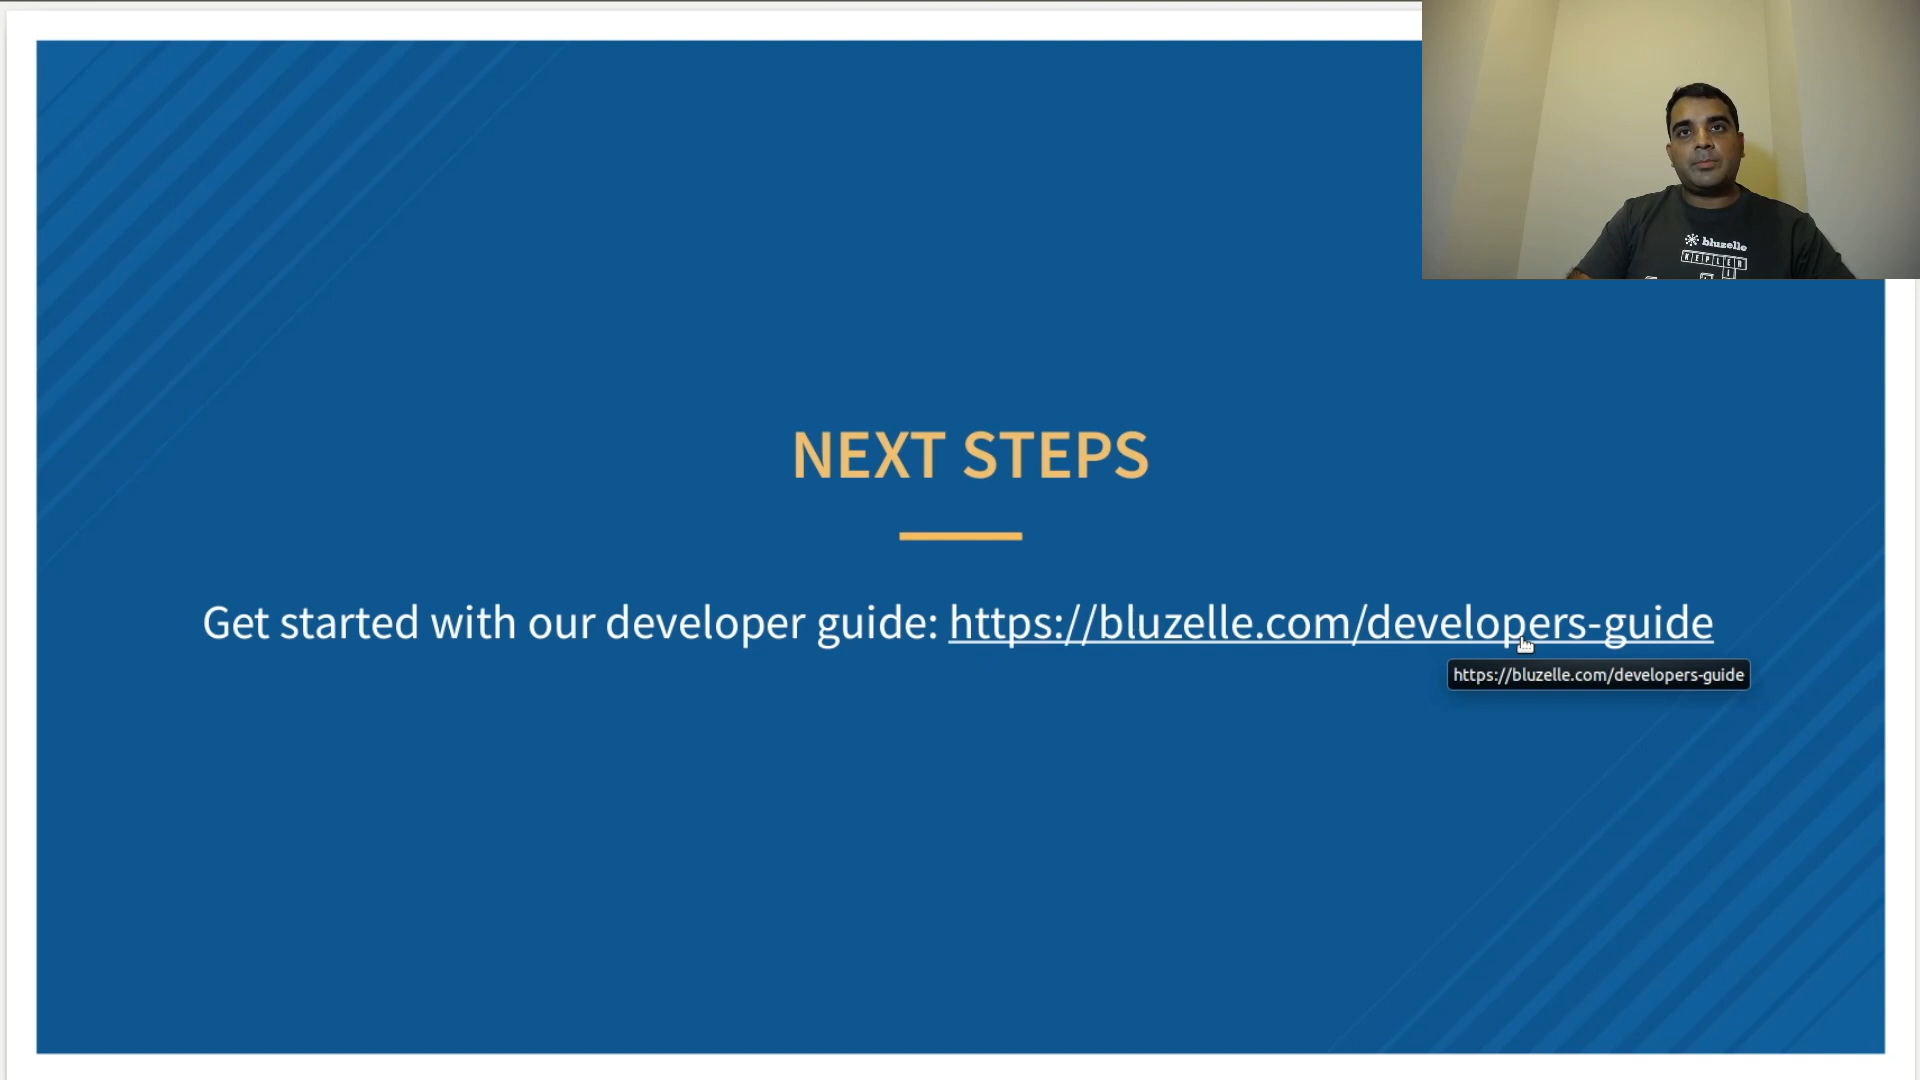 bluzelle
KEPLER
NEXT STEPS
Get started with our developer guide: https://bluzelle.com/developers-guide
https://bluzelle.com/developers-guide